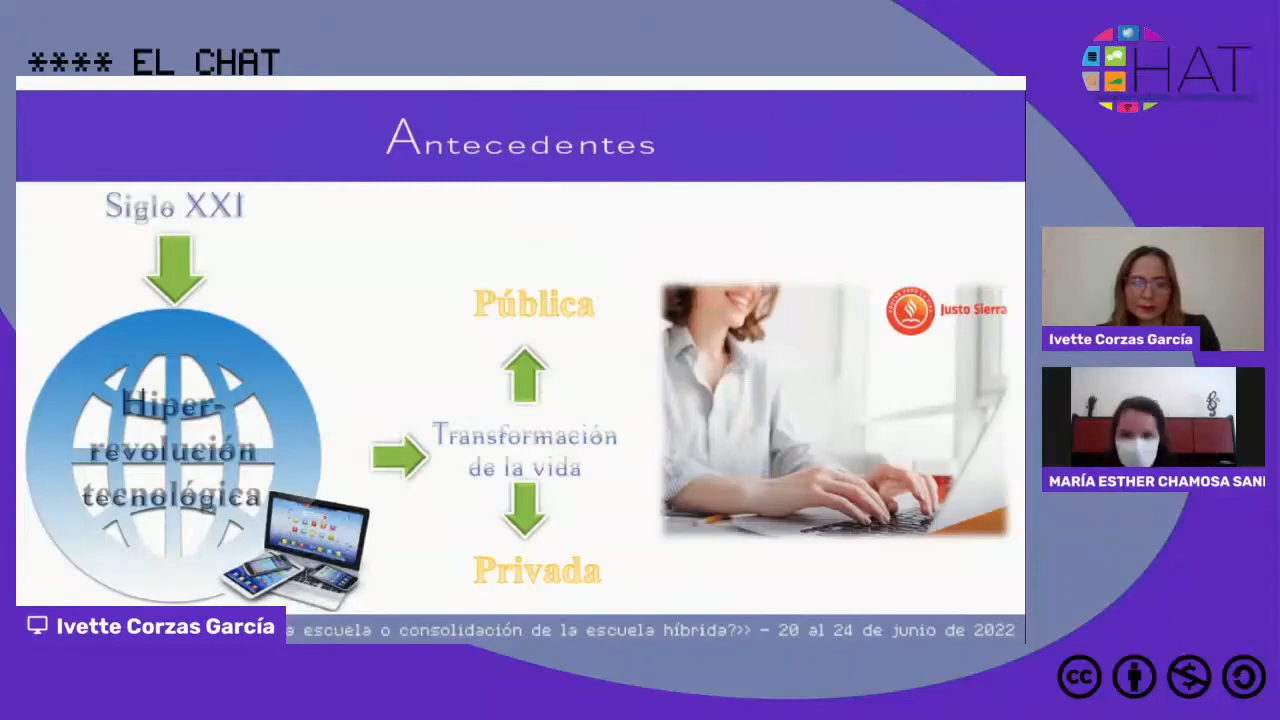 **** EL CHAT
HAT
Antecedentes
Siglo XXI
Hiper-
revolución
tecnológica
Transformación
de la vida
Pública
Privada
Justo Sierra
Ivette Corzas García
MARÍA ESTHER CHAMOSA SAN
Ivette Corzas García
a escuela o consolidación de la escuela híbrida?>> - 20 al 24 de junio de 2022
cc